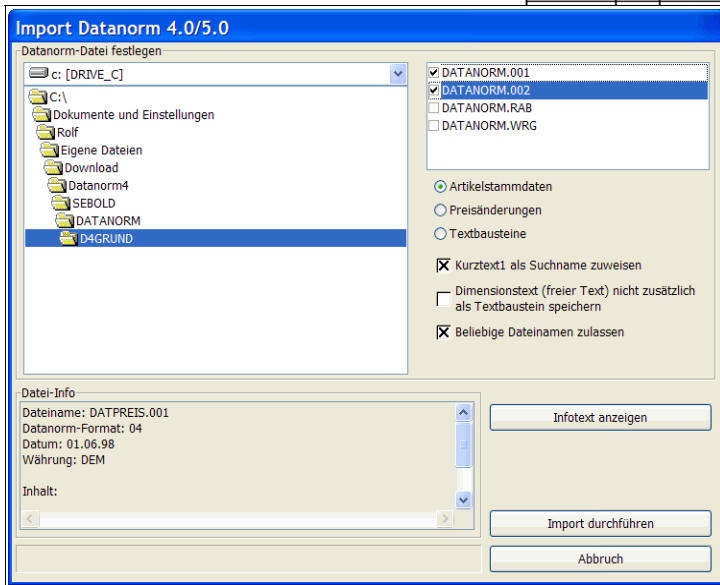 Import Datanorm 4.0/5.0
Datanorm-Datei festlegen
c: [DRIVE_C]
C:\
Dokumente und Einstellungen
Rolf
Eigene Dateien
Download
Datanorm4
SEBOLD
DATANORM
D4GRUND
DATANORM.001
DATANORM.002
DATANORM.RAB
DATANORM.WRG
Artikelstammdaten
Preisänderungen
Textbausteine
Kurztext1 als Suchname zuweisen
Dimensionstext (freier Text) nicht zusätzlich
als Textbaustein speichern
Beliebige Dateinamen zulassen
Datei-Info
Dateiname: DATPREIS.001
Datanorm-Format: 04
Datum: 01.06.98
Währung: DEM
Inhalt:
Infotext anzeigen
Import durchführen
Abbruch